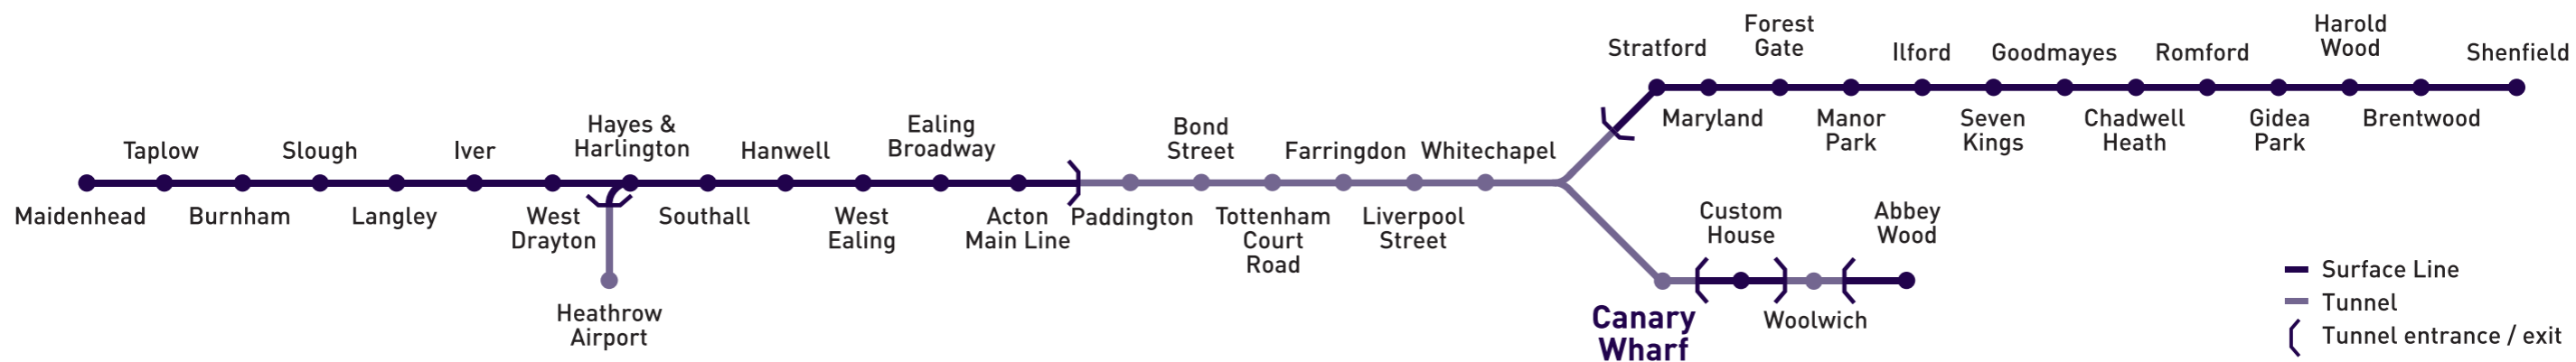 Maidenhead
Taplow
Burnham
Slough
Langley
Iver
West
Drayton
Hayes &
Harlington
Heathrow
Airport
Southall
Hanwell
West
Ealing
Ealing
Broadway
Acton
Main Line
Paddington
Bond
Street
Tottenham
Court
Road
Farringdon
Liverpool
Street
Whitechapel
Stratford
Maryland
Forest
Gate
Manor
Park
Ilford
Seven
Kings
Goodmayes
Chadwell
Heath
Romford
Gidea
Park
Harold
Wood
Brentwood
Shenfield
Canary
Wharf
Custom
House
Woolwich
Abbey
Wood
Surface Line
Tunnel
Tunnel entrance / exit